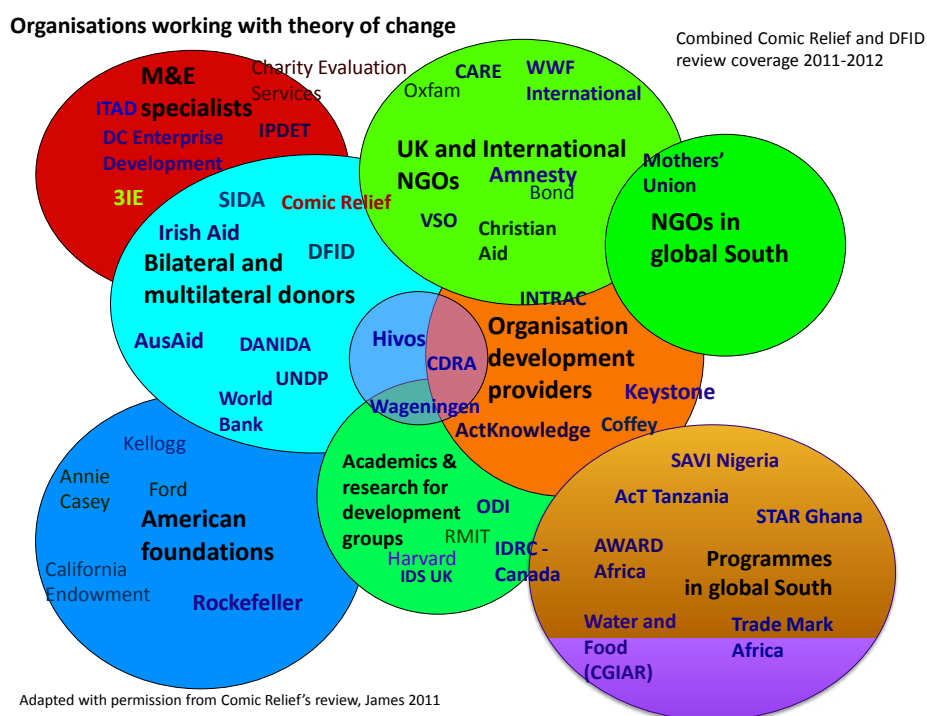 Organisations working with theory of change
Combined Comic Relief and DFID
review coverage 2011-2012
M&E
specialists
Charity Evaluation
Services
ITAD
IPDET
DC Enterprise
Development
3IE
CARE
WWF
International
Oxfam
UK and International
NGOs
Amnesty
Bond
VSO
Christian
Aid
Mothers'
Union
NGOs in
global South
SIDA
Comic Relief
Irish Aid
DFID
Bilateral and
multilateral donors
AusAid
DANIDA
UNDP
World
Bank
Hivos
CDRA
Wageningen
INTRAC
Organisation
development
providers
Keystone
ActKnowledge
Coffey
Kellogg
Annie
Casey
Ford
American
foundations
California
Endowment
Rockefeller
Academics &
research for
development
groups
ODI
RMIT
Harvard
IDS UK
IDRC -
Canada
SAVI Nigeria
AcT Tanzania
STAR Ghana
AWARD
Africa
Programmes
in global South
Water and
Food
(CGIAR)
Trade Mark
Africa
Adapted with permission from Comic Relief's review, James 2011